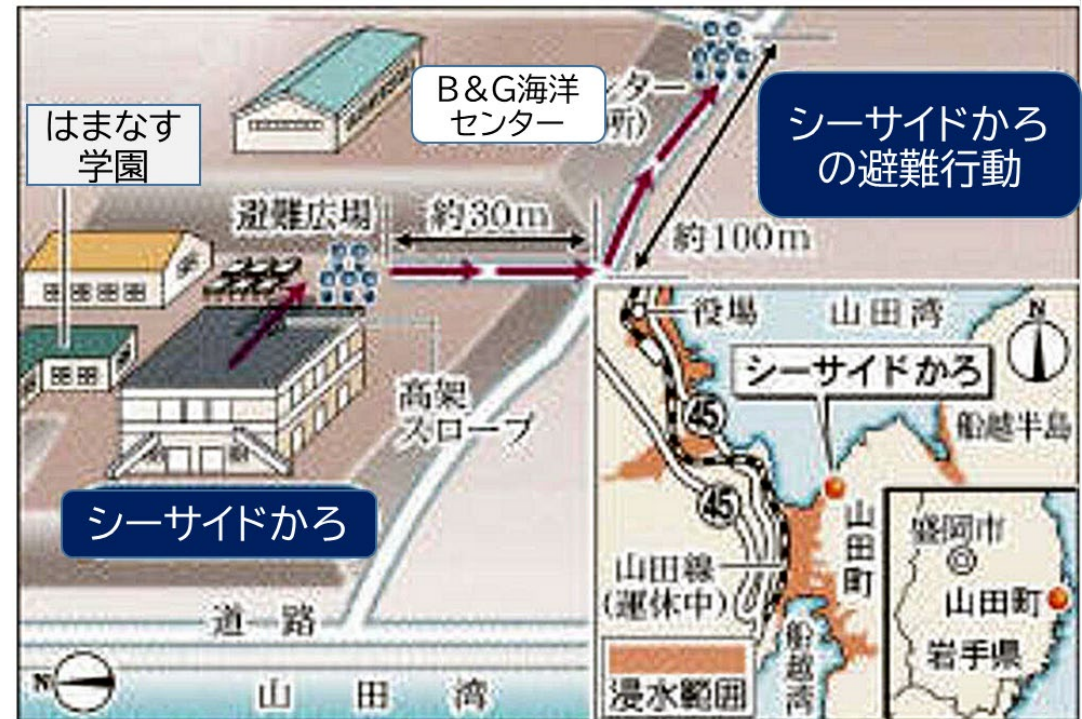 B&G海洋
センター
ンター
所)
はまなす
学園
シーサイドかろ
の避難行動
避難広場
約30m
約100m
高架
スロープ
シーサイドかろ
道路
山田湾
N
役場
山田湾
N
シーサイドかろ
45
船越半島
45
山田町
山田線
(運休中)
船越湾
浸水範囲
盛岡市
山田町
岩手県